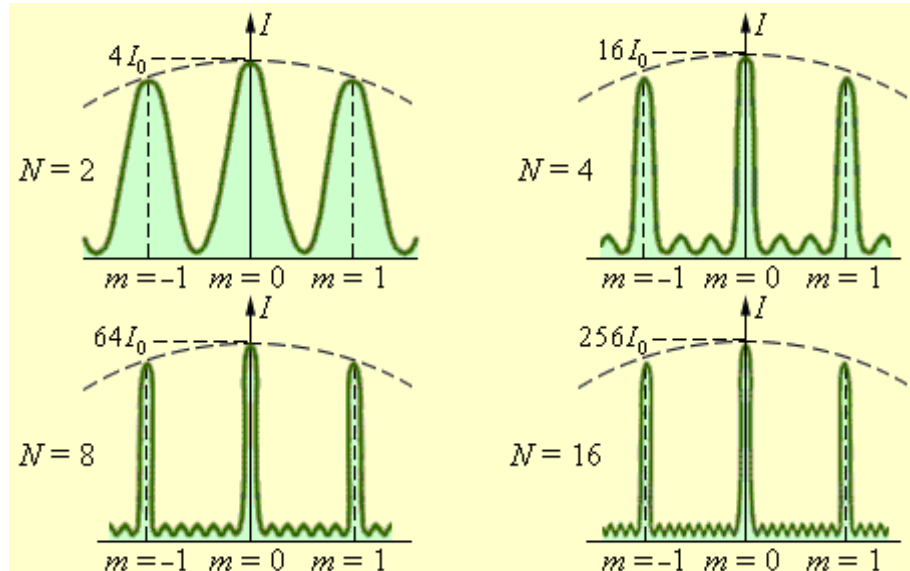 I
4I₀
N = 2
m = -1 m = 0 m = 1
I
16I₀
N = 4
m = -1 m = 0 m = 1
I
64I₀
N = 8
m = -1 m = 0 m = 1
I
256I₀
N = 16
m = -1 m = 0 m = 1